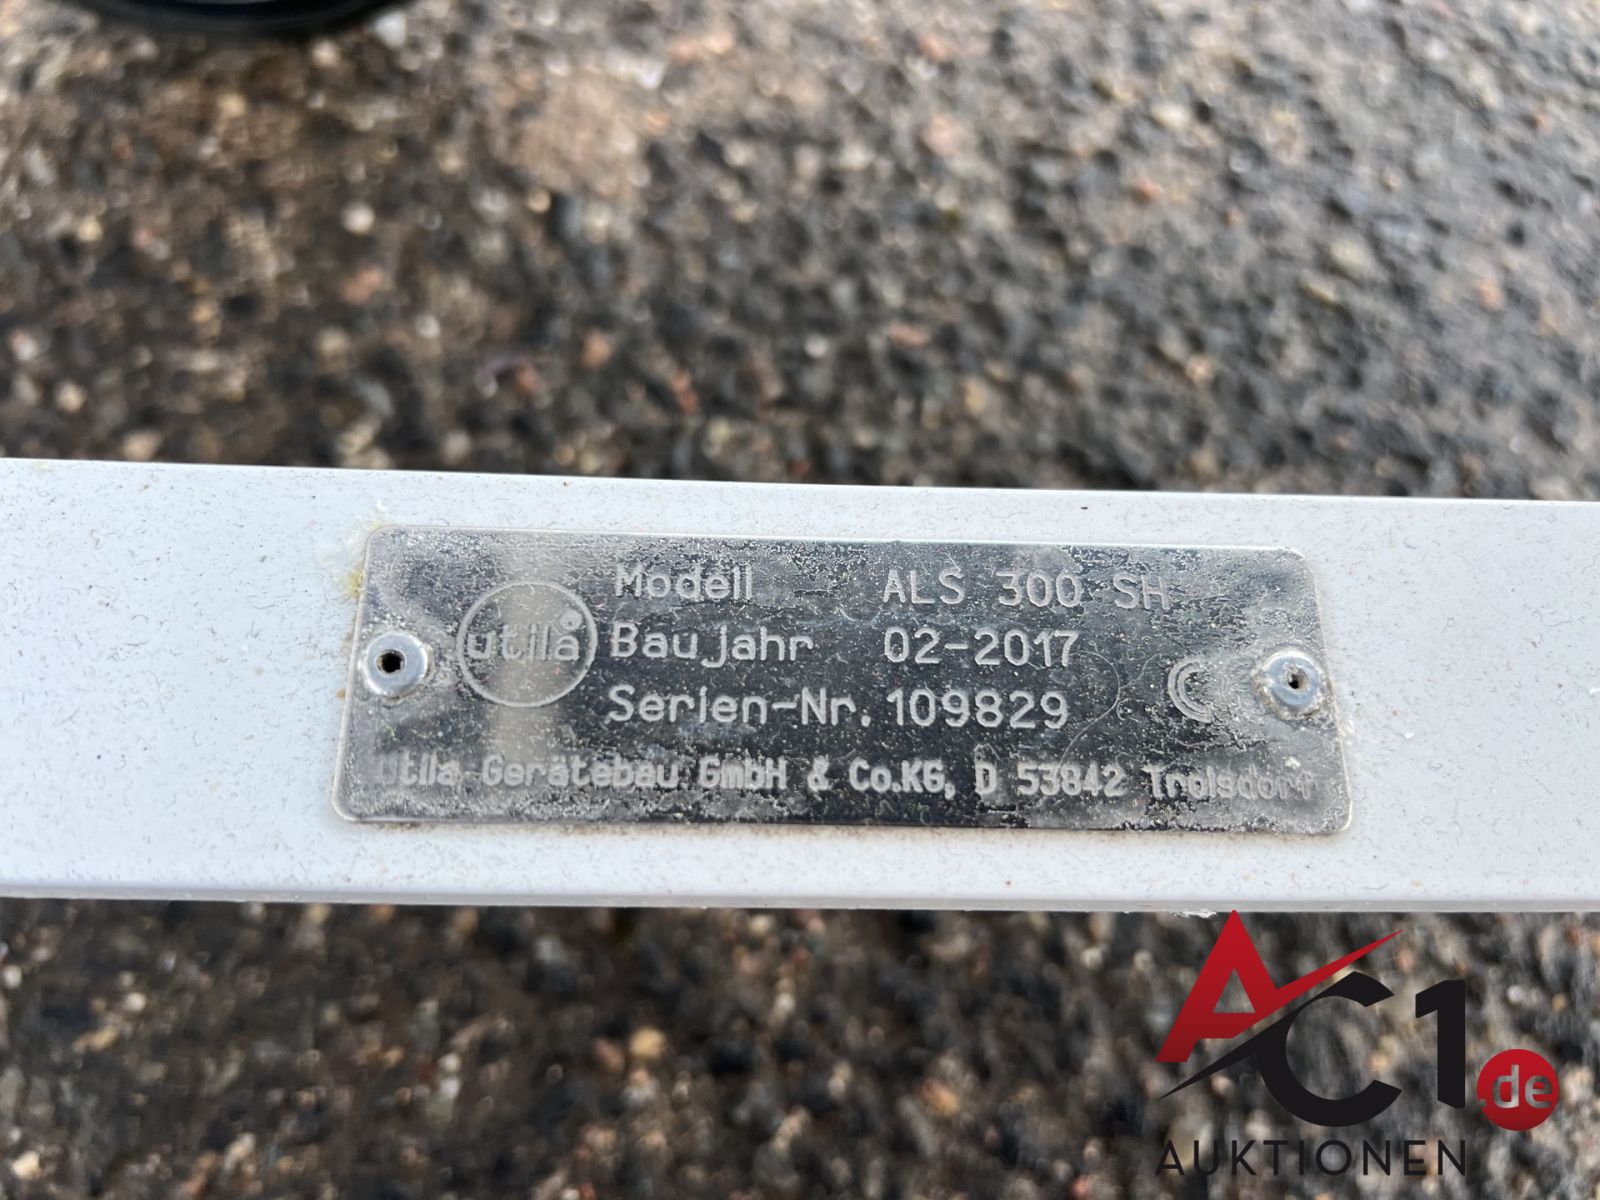 utila®
Modell ALS 300 SH
Baujahr 02-2017
Serien-Nr. 109829
Utila Gerätebau GmbH & Co.KG, D 53842 Troisdorf
AC1.de
AUKTIONEN